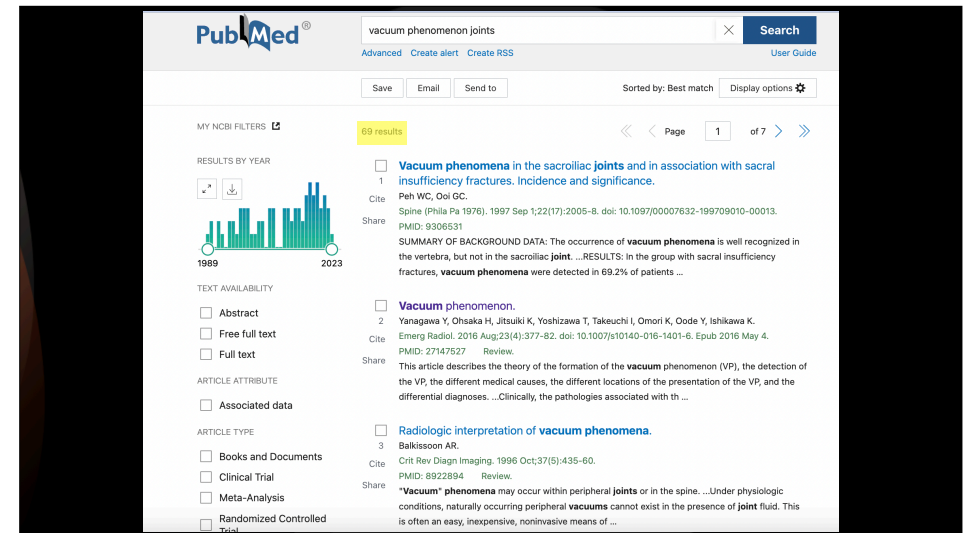 PubMed®
vacuum phenomenon joints
Search
Advanced Create alert Create RSS
User Guide
Save Email Send to
Sorted by: Best match Display options
MY NCBI FILTERS
69 results
Page 1 of 7
RESULTS BY YEAR
1989 2023
TEXT AVAILABILITY
Abstract
Free full text
Full text
ARTICLE ATTRIBUTE
Associated data
ARTICLE TYPE
Books and Documents
Clinical Trial
Meta-Analysis
Randomized Controlled
Trial
Vacuum phenomena in the sacroiliac joints and in association with sacral
1 insufficiency fractures. Incidence and significance.
Cite Peh WC, Ooi GC.
Spine (Phila Pa 1976). 1997 Sep 1;22(17):2005-8. doi: 10.1097/00007632-199709010-00013.
Share PMID: 9306531
SUMMARY OF BACKGROUND DATA: The occurrence of vacuum phenomena is well recognized in
the vertebra, but not in the sacroiliac joint. ...RESULTS: In the group with sacral insufficiency
fractures, vacuum phenomena were detected in 69.2% of patients ...
Vacuum phenomenon.
2 Yanagawa Y, Ohsaka H, Jitsuiki K, Yoshizawa T, Takeuchi I, Omori K, Oode Y, Ishikawa K.
Cite Emerg Radiol. 2016 Aug;23(4):377-82. doi: 10.1007/s10140-016-1401-6. Epub 2016 May 4.
PMID: 27147527 Review.
Share This article describes the theory of the formation of the vacuum phenomenon (VP), the detection of
the VP, the different medical causes, the different locations of the presentation of the VP, and the
differential diagnoses. ...Clinically, the pathologies associated with th ...
Radiologic interpretation of vacuum phenomena.
3 Balkissoon AR.
Cite Crit Rev Diagn Imaging. 1996 Oct;37(5):435-60.
PMID: 8922894 Review.
Share "Vacuum" phenomena may occur within peripheral joints or in the spine. ...Under physiologic
conditions, naturally occurring peripheral vacuums cannot exist in the presence of joint fluid. This
is often an easy, inexpensive, noninvasive means of ...